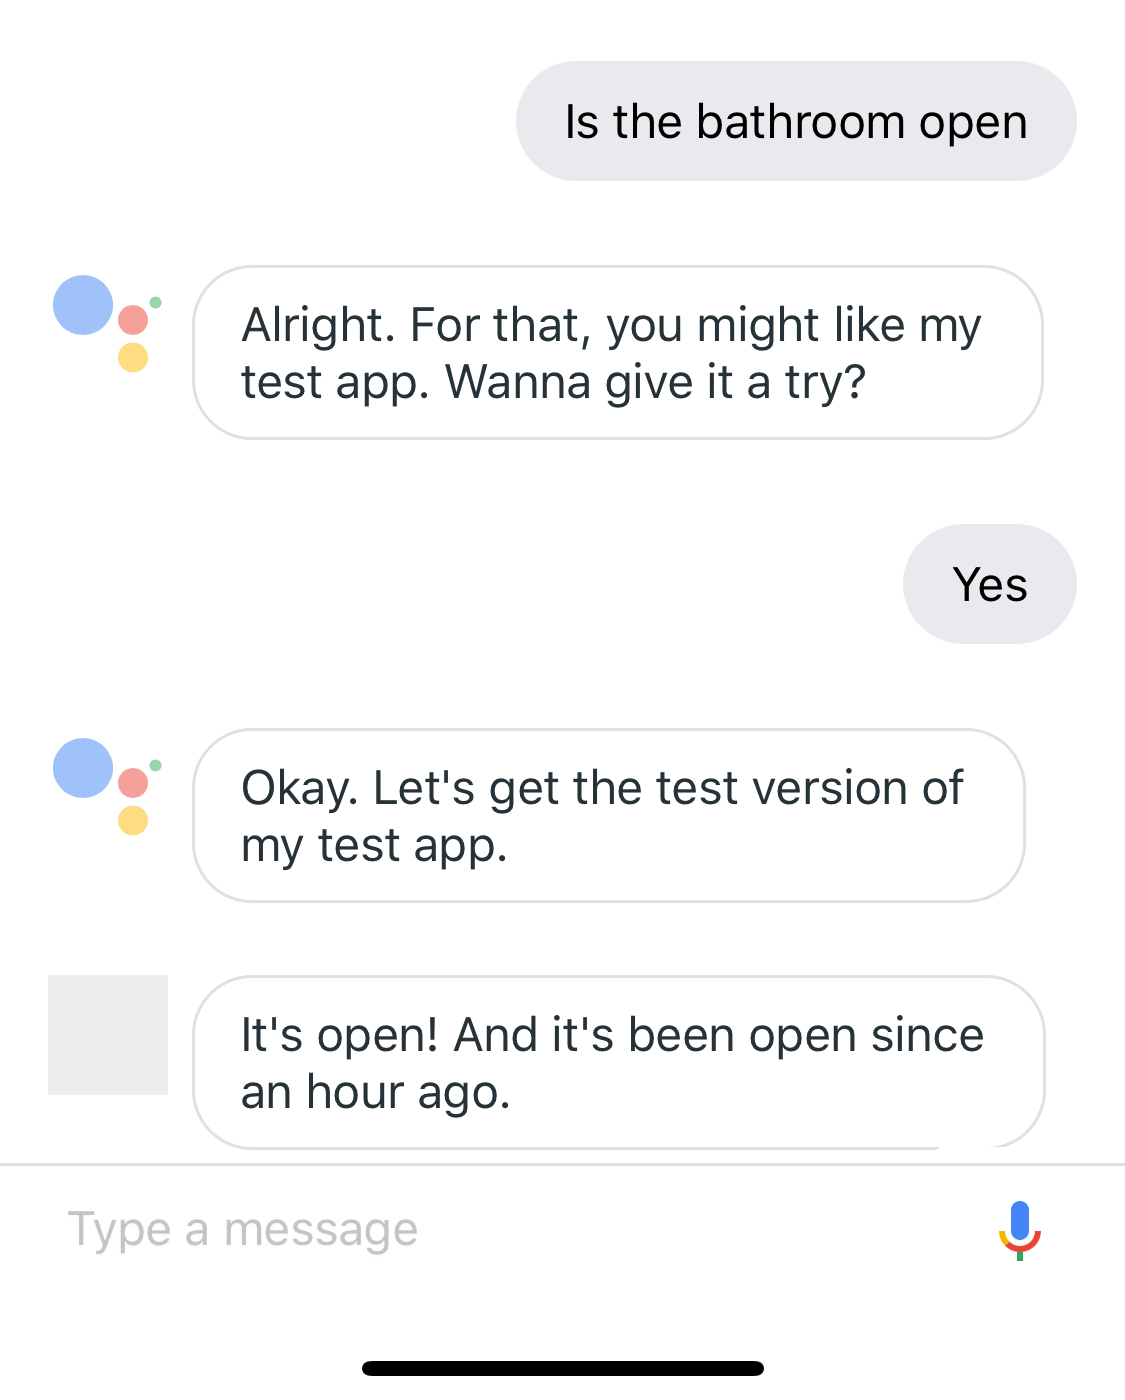 Is the bathroom open
Alright. For that, you might like my
test app. Wanna give it a try?
Yes
Okay. Let's get the test version of
my test app.
It's open! And it's been open since
an hour ago.
Type a message